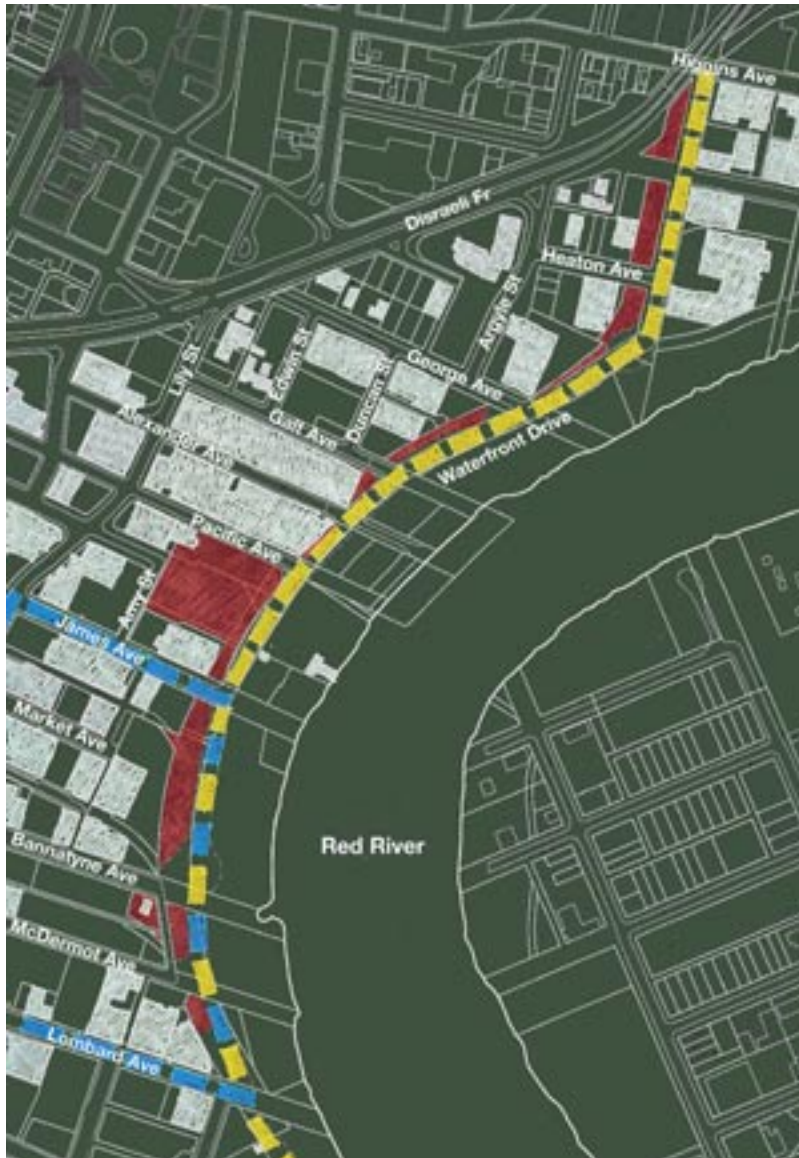 Higgins Ave
Disraeli Fr
Heaton Ave
Argyle St
George Ave
Lily St
Edwin St
Duncan St
Galt Ave
Alexander Ave
Waterfront Drive
Pacific Ave
Amy St
James Ave
Market Ave
Red River
Bannatyne Ave
McDermot Ave
Lombard Ave